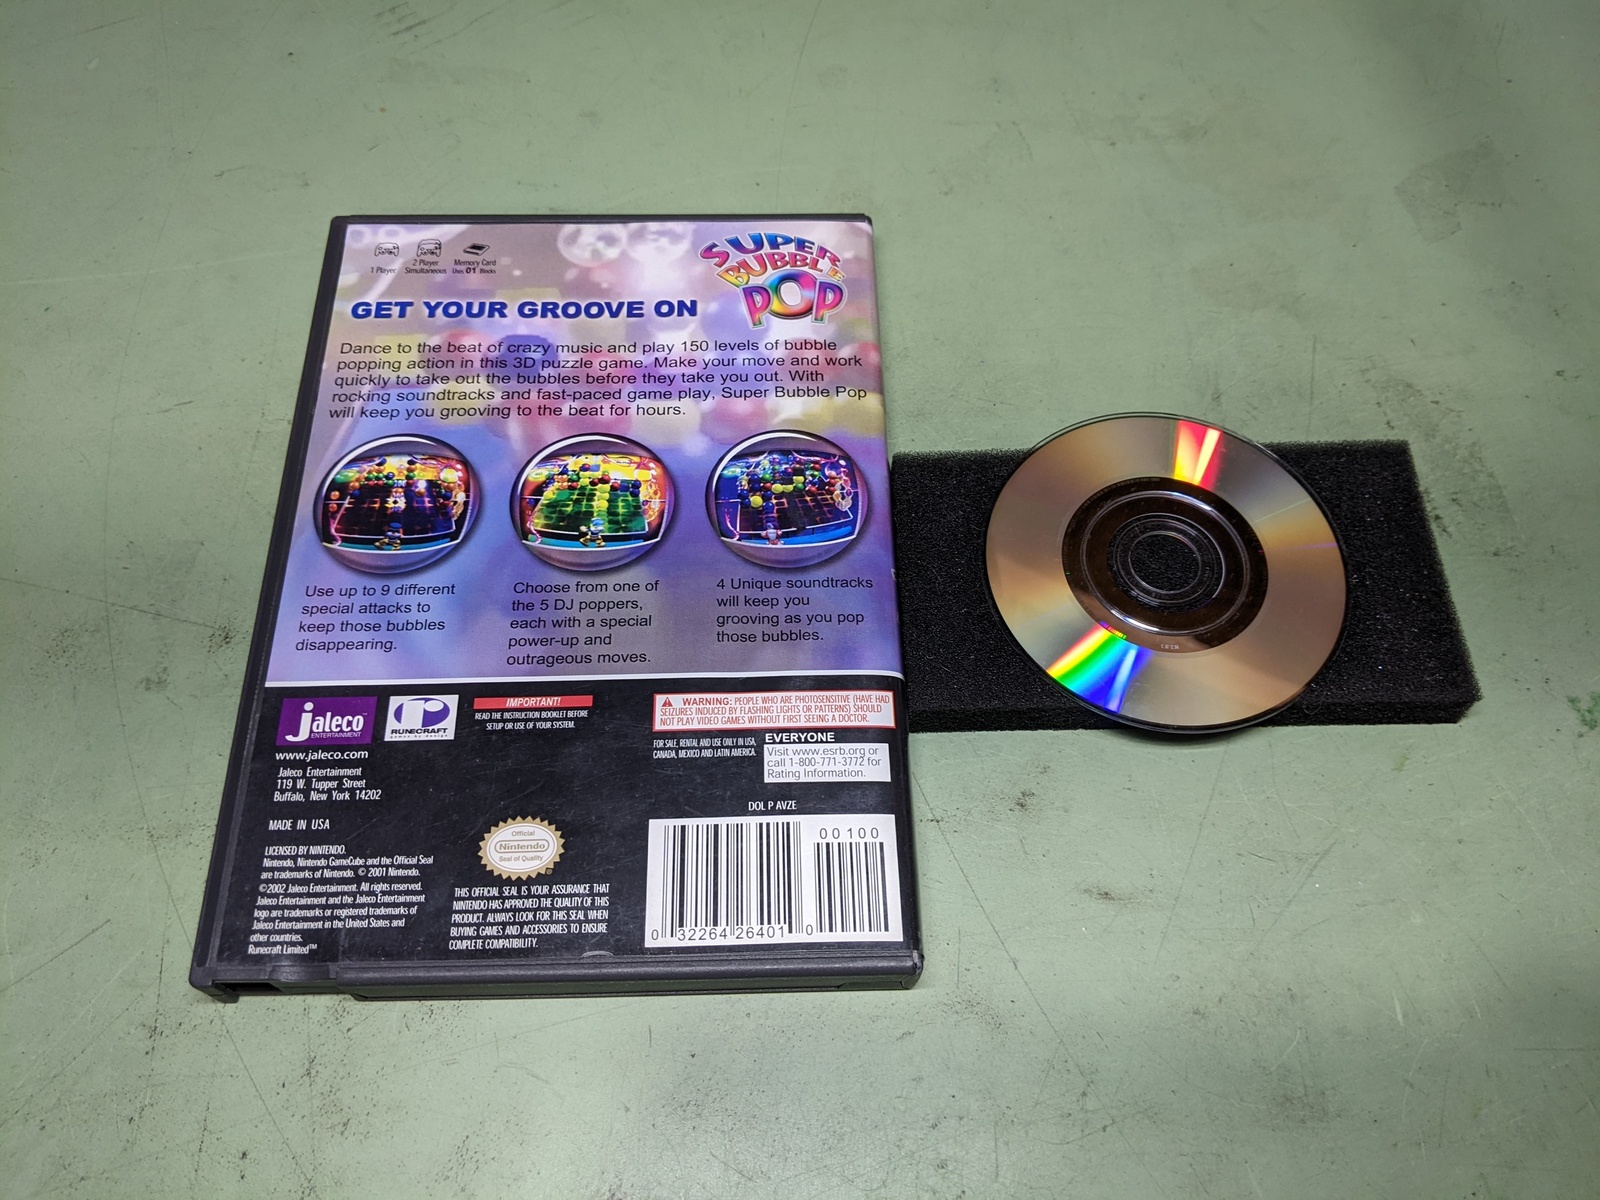 1 Player
2 Player
Simultaneous
Memory Card
Uses 01 Blocks
SUPER
BUBBLE
POP
GET YOUR GROOVE ON
Dance to the beat of crazy music and play 150 levels of bubble
popping action in this 3D puzzle game. Make your move and work
quickly to take out the bubbles before they take you out. With
rocking soundtracks and fast-paced game play, Super Bubble Pop
will keep you grooving to the beat for hours.
Use up to 9 different
special attacks to
keep those bubbles
disappearing.
Choose from one of
the 5 DJ poppers,
each with a special
power-up and
outrageous moves.
4 Unique soundtracks
will keep you
grooving as you pop
those bubbles.
jaleco™
ENTERTAINMENT
RUNECRAFT
games by design
IMPORTANT!
READ THE INSTRUCTION BOOKLET BEFORE
SETUP OR USE OF YOUR SYSTEM.
WARNING: PEOPLE WHO ARE PHOTOSENSITIVE (HAVE HAD
SEIZURES INDUCED BY FLASHING LIGHTS OR PATTERNS) SHOULD
NOT PLAY VIDEO GAMES WITHOUT FIRST SEEING A DOCTOR.
FOR SALE, RENTAL AND USE ONLY IN USA,
CANADA, MEXICO AND LATIN AMERICA.
EVERYONE
Visit www.esrb.org or
call 1-800-771-3772 for
Rating Information.
www.jaleco.com
Jaleco Entertainment
119 W. Tupper Street
Buffalo, New York 14202
MADE IN USA
LICENSED BY NINTENDO.
Nintendo, Nintendo GameCube and the Official Seal
are trademarks of Nintendo. © 2001 Nintendo.
©2002 Jaleco Entertainment. All rights reserved.
Jaleco Entertainment and the Jaleco Entertainment
logo are trademarks or registered trademarks of
Jaleco Entertainment in the United States and
other countries.
Runecraft Limited™
Official
Nintendo
Seal of Quality
®
THIS OFFICIAL SEAL IS YOUR ASSURANCE THAT
NINTENDO HAS APPROVED THE QUALITY OF THIS
PRODUCT. ALWAYS LOOK FOR THIS SEAL WHEN
BUYING GAMES AND ACCESSORIES TO ENSURE
COMPLETE COMPATIBILITY.
DOL P AVZE
00100
0 32264 26401 0